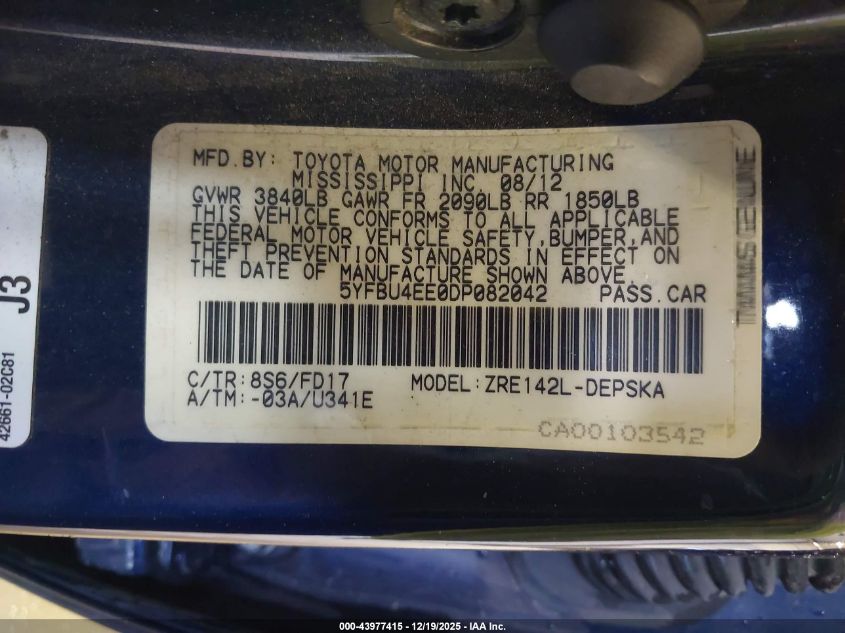 MFD.BY: TOYOTA MOTOR MANUFACTURING
MISSISSIPPI INC 08/12
GVWR 3840LB GAWR FR 2090LB RR 1850LB
THIS VEHICLE CONFORMS TO ALL APPLICABLE
FEDERAL MOTOR VEHICLE SAFETY,BUMPER,AND
THEFT PREVENTION STANDARDS IN EFFECT ON
THE DATE OF MANUFACTURE SHOWN ABOVE.
5YFBU4EE0DP082042 PASS.CAR
C/TR:8S6/FD17 MODEL:ZRE142L-DEPSKA
A/TM:-03A/U341E
CA00103542
J3
42661-02C81
000-43977415 - 12/19/2025 - IAA Inc.